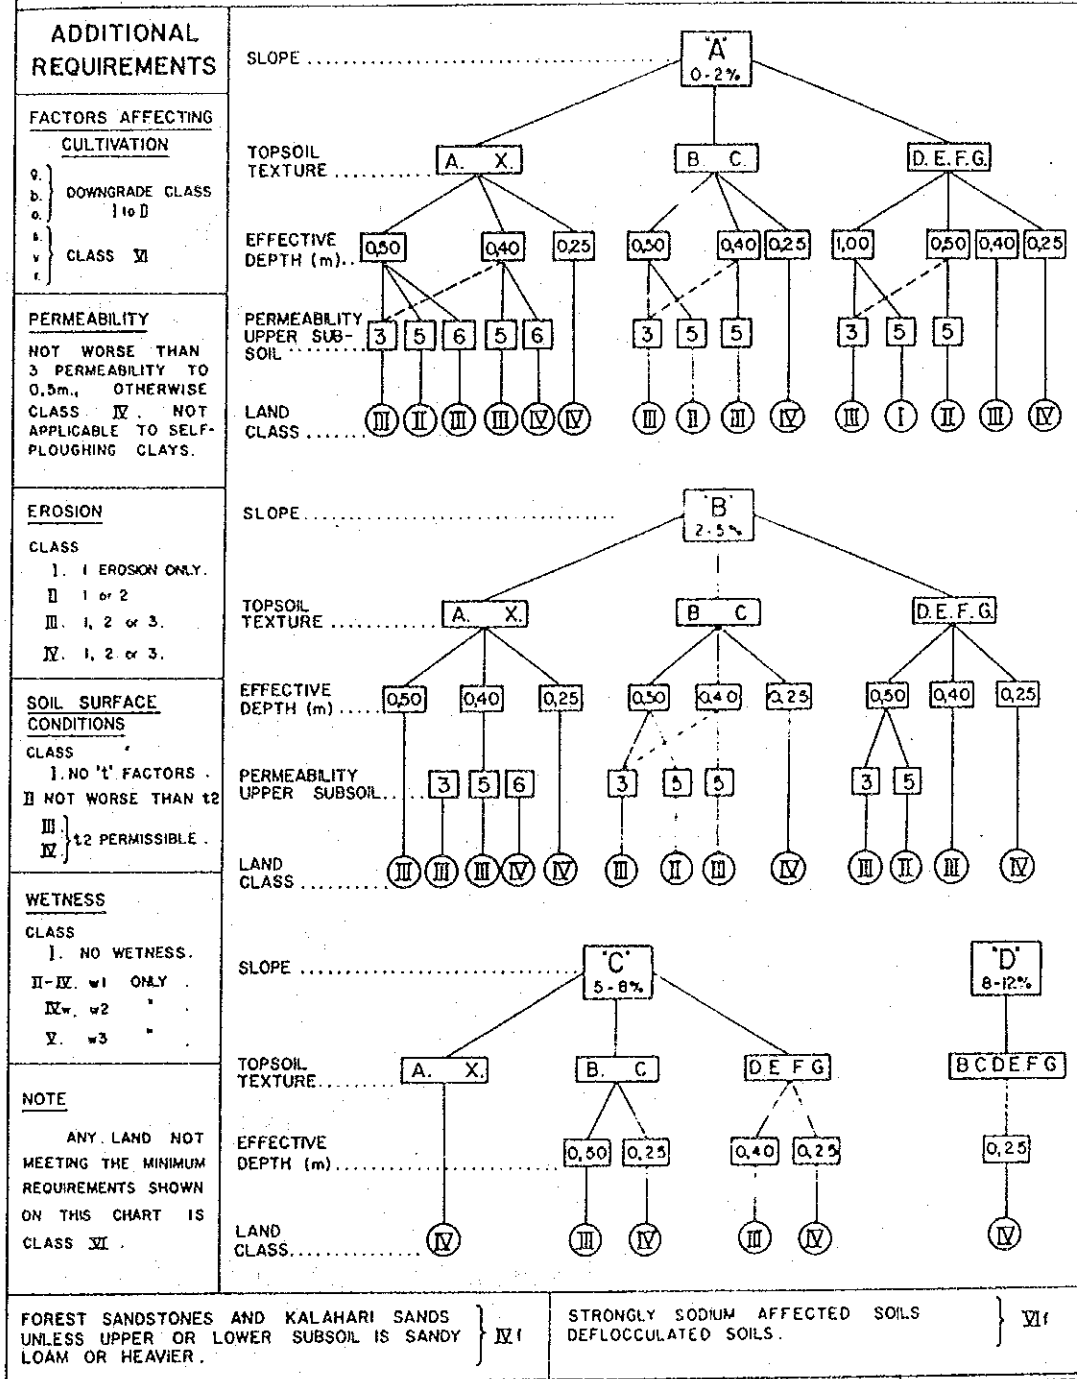 ADDITIONAL
REQUIREMENTS
FACTORS AFFECTING
CULTIVATION
g.
b. DOWNGRADE CLASS
o. I to II
v CLASS VI
r.
PERMEABILITY
NOT WORSE THAN
3 PERMEABILITY TO
0,5m., OTHERWISE
CLASS IV. NOT
APPLICABLE TO SELF-
PLOUGHING CLAYS.
EROSION
CLASS
I. 1 EROSION ONLY.
II 1 or 2
III. 1, 2 or 3.
IV. 1, 2 or 3.
SOIL SURFACE
CONDITIONS
CLASS
I. NO 't' FACTORS.
II NOT WORSE THAN t2
III.
IV. t2 PERMISSIBLE.
WETNESS
CLASS
I. NO WETNESS.
II-IV. w1 ONLY.
IVw. w2 " .
V. w3 " .
NOTE
ANY LAND NOT
MEETING THE MINIMUM
REQUIREMENTS SHOWN
ON THIS CHART IS
CLASS VI.
SLOPE "A"
0-2%
TOPSOIL
TEXTURE A. X. B. C. D.E.F.G.
EFFECTIVE
DEPTH (m).. 0,50 0,40 0,25 0,50 0,40 0,25 1,00 0,50 0,40 0,25
PERMEABILITY
UPPER SUB-
SOIL 3 5 6 5 6 3 5 5 3 5 5
LAND
CLASS III II III III IV IV III II III IV III I II III IV
SLOPE "B"
2-5%
TOPSOIL
TEXTURE A. X. B C D.E.F.G.
EFFECTIVE
DEPTH (m) 0,50 0,40 0,25 0,50 0,40 0,25 0,50 0,40 0,25
PERMEABILITY
UPPER SUBSOIL 3 5 6 3 5 5 3 5
LAND
CLASS III III III IV IV III II III IV III II III IV
SLOPE "C" "D"
5-8% 8-12%
TOPSOIL
TEXTURE A. X. B. C D E F G B C D E F G
EFFECTIVE
DEPTH (m) 0,50 0,25 0,40 0,25 0,25
LAND
CLASS IV III IV III IV IV
FOREST SANDSTONES AND KALAHARI SANDS
UNLESS UPPER OR LOWER SUBSOIL IS SANDY IVf
LOAM OR HEAVIER.
STRONGLY SODIUM AFFECTED SOILS VIf
DEFLOCCULATED SOILS.